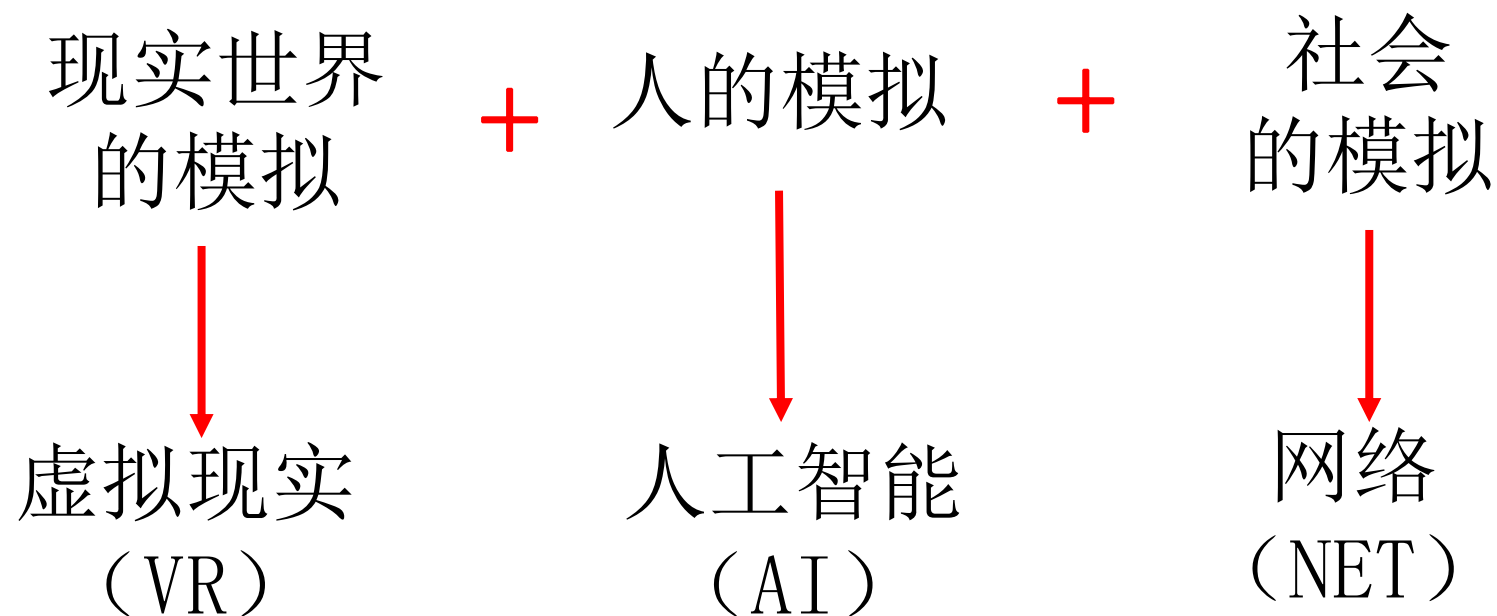 现实世界
的模拟
+
人的模拟
+
社会
的模拟
虚拟现实
（VR）
人工智能
（AI）
网络
（NET）